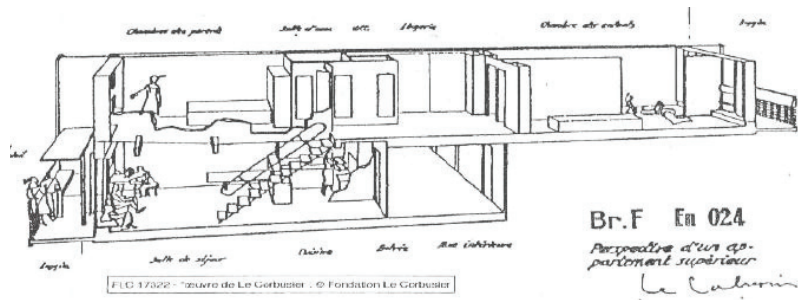 Chambre des parents Salle d'eau WC. Lingerie Chambre des enfants Loggia
Loggia Salle de séjour Cuisine Entrée Rue intérieure
Br.F En 024
Perspective d'un ap-
partement supérieur
Le Corbusier
FLC 17322 - œuvre de Le Corbusier . © Fondation Le Corbusier